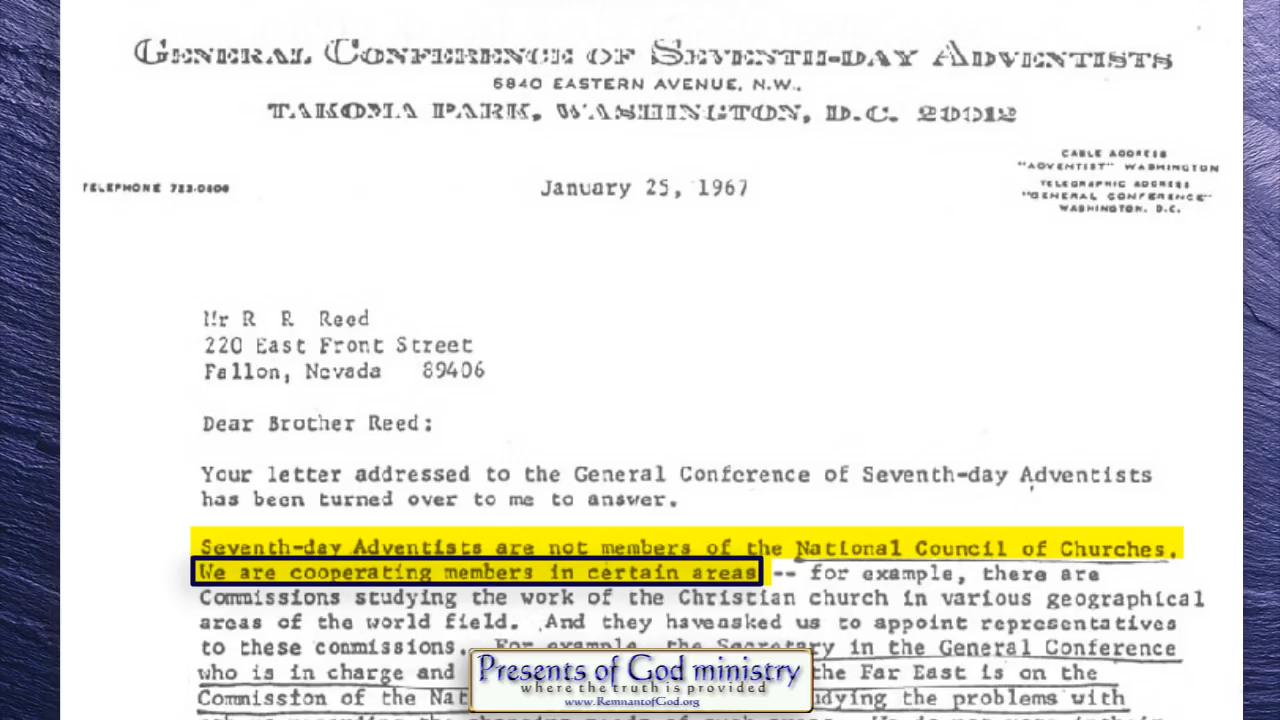 GENERAL CONFERENCE OF SEVENTH-DAY ADVENTISTS
6840 EASTERN AVENUE, N.W.,
TAKOMA PARK, WASHINGTON, D.C. 20012
CABLE ADDRESS
"ADVENTIST" WASHINGTON
TELEGRAPHIC ADDRESS
"GENERAL CONFERENCE"
WASHINGTON, D.C.
TELEPHONE 723-0800
January 25, 1967
Mr R R Reed
220 East Front Street
Fallon, Nevada 89406
Dear Brother Reed:
Your letter addressed to the General Conference of Seventh-day Adventists
has been turned over to me to answer.
Seventh-day Adventists are not members of the National Council of Churches.
We are cooperating members in certain areas -- for example, there are
Commissions studying the work of the Christian church in various geographical
areas of the world field. And they haveasked us to appoint representatives
to these commissions. For example, the Secretary in the General Conference
who is in charge and the Far East is on the
Commission of the Nat udying the problems with
Presents of God ministry
where the truth is provided
www.RemnantofGod.org